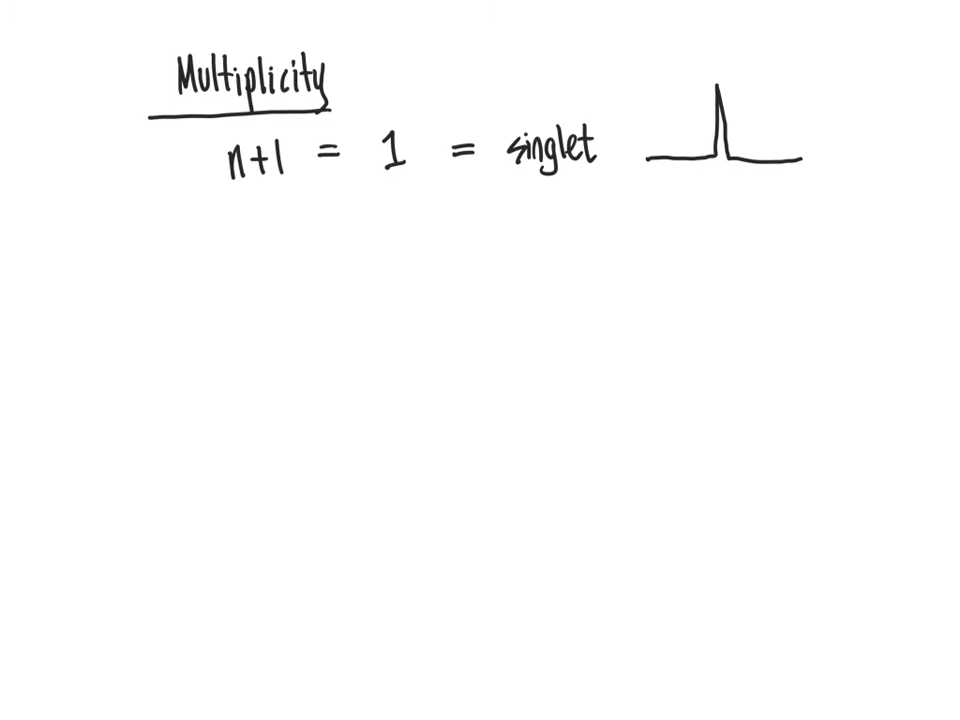 Multiplicity
n+1 = 1 = singlet